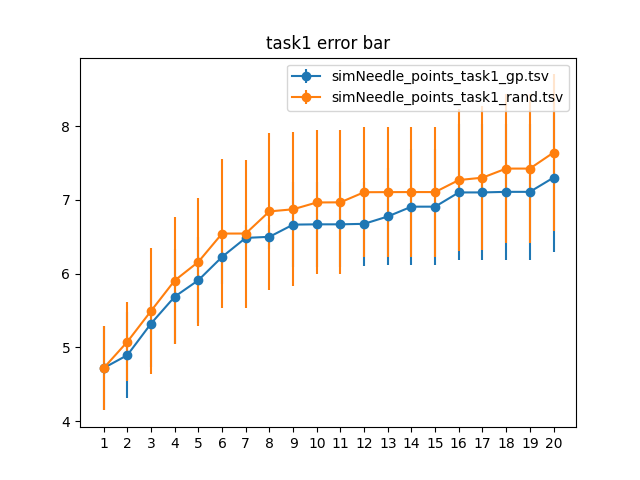 task1 error bar
simNeedle_points_task1_gp.tsv
simNeedle_points_task1_rand.tsv
8
7
6
5
4
1 2 3 4 5 6 7 8 9 10 11 12 13 14 15 16 17 18 19 20